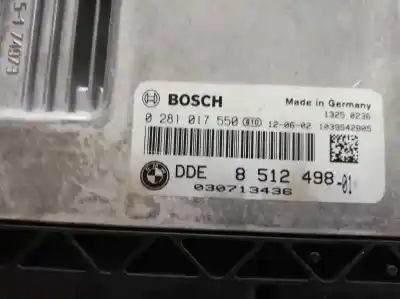 BOSCH
Made in Germany
1325 0236
0 281 017 550 12-06-02 1039S42805
DDE 8 512 498-01
030713436